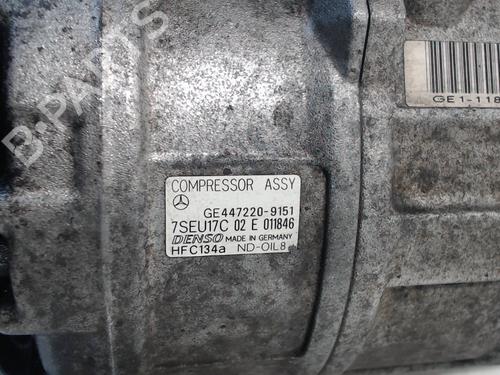 B-PARTS
GE1-118
COMPRESSOR ASSY
GE447220-9151
7SEU17C 02 E 011846
DENSO MADE IN GERMANY
HFC134a ND-OIL8